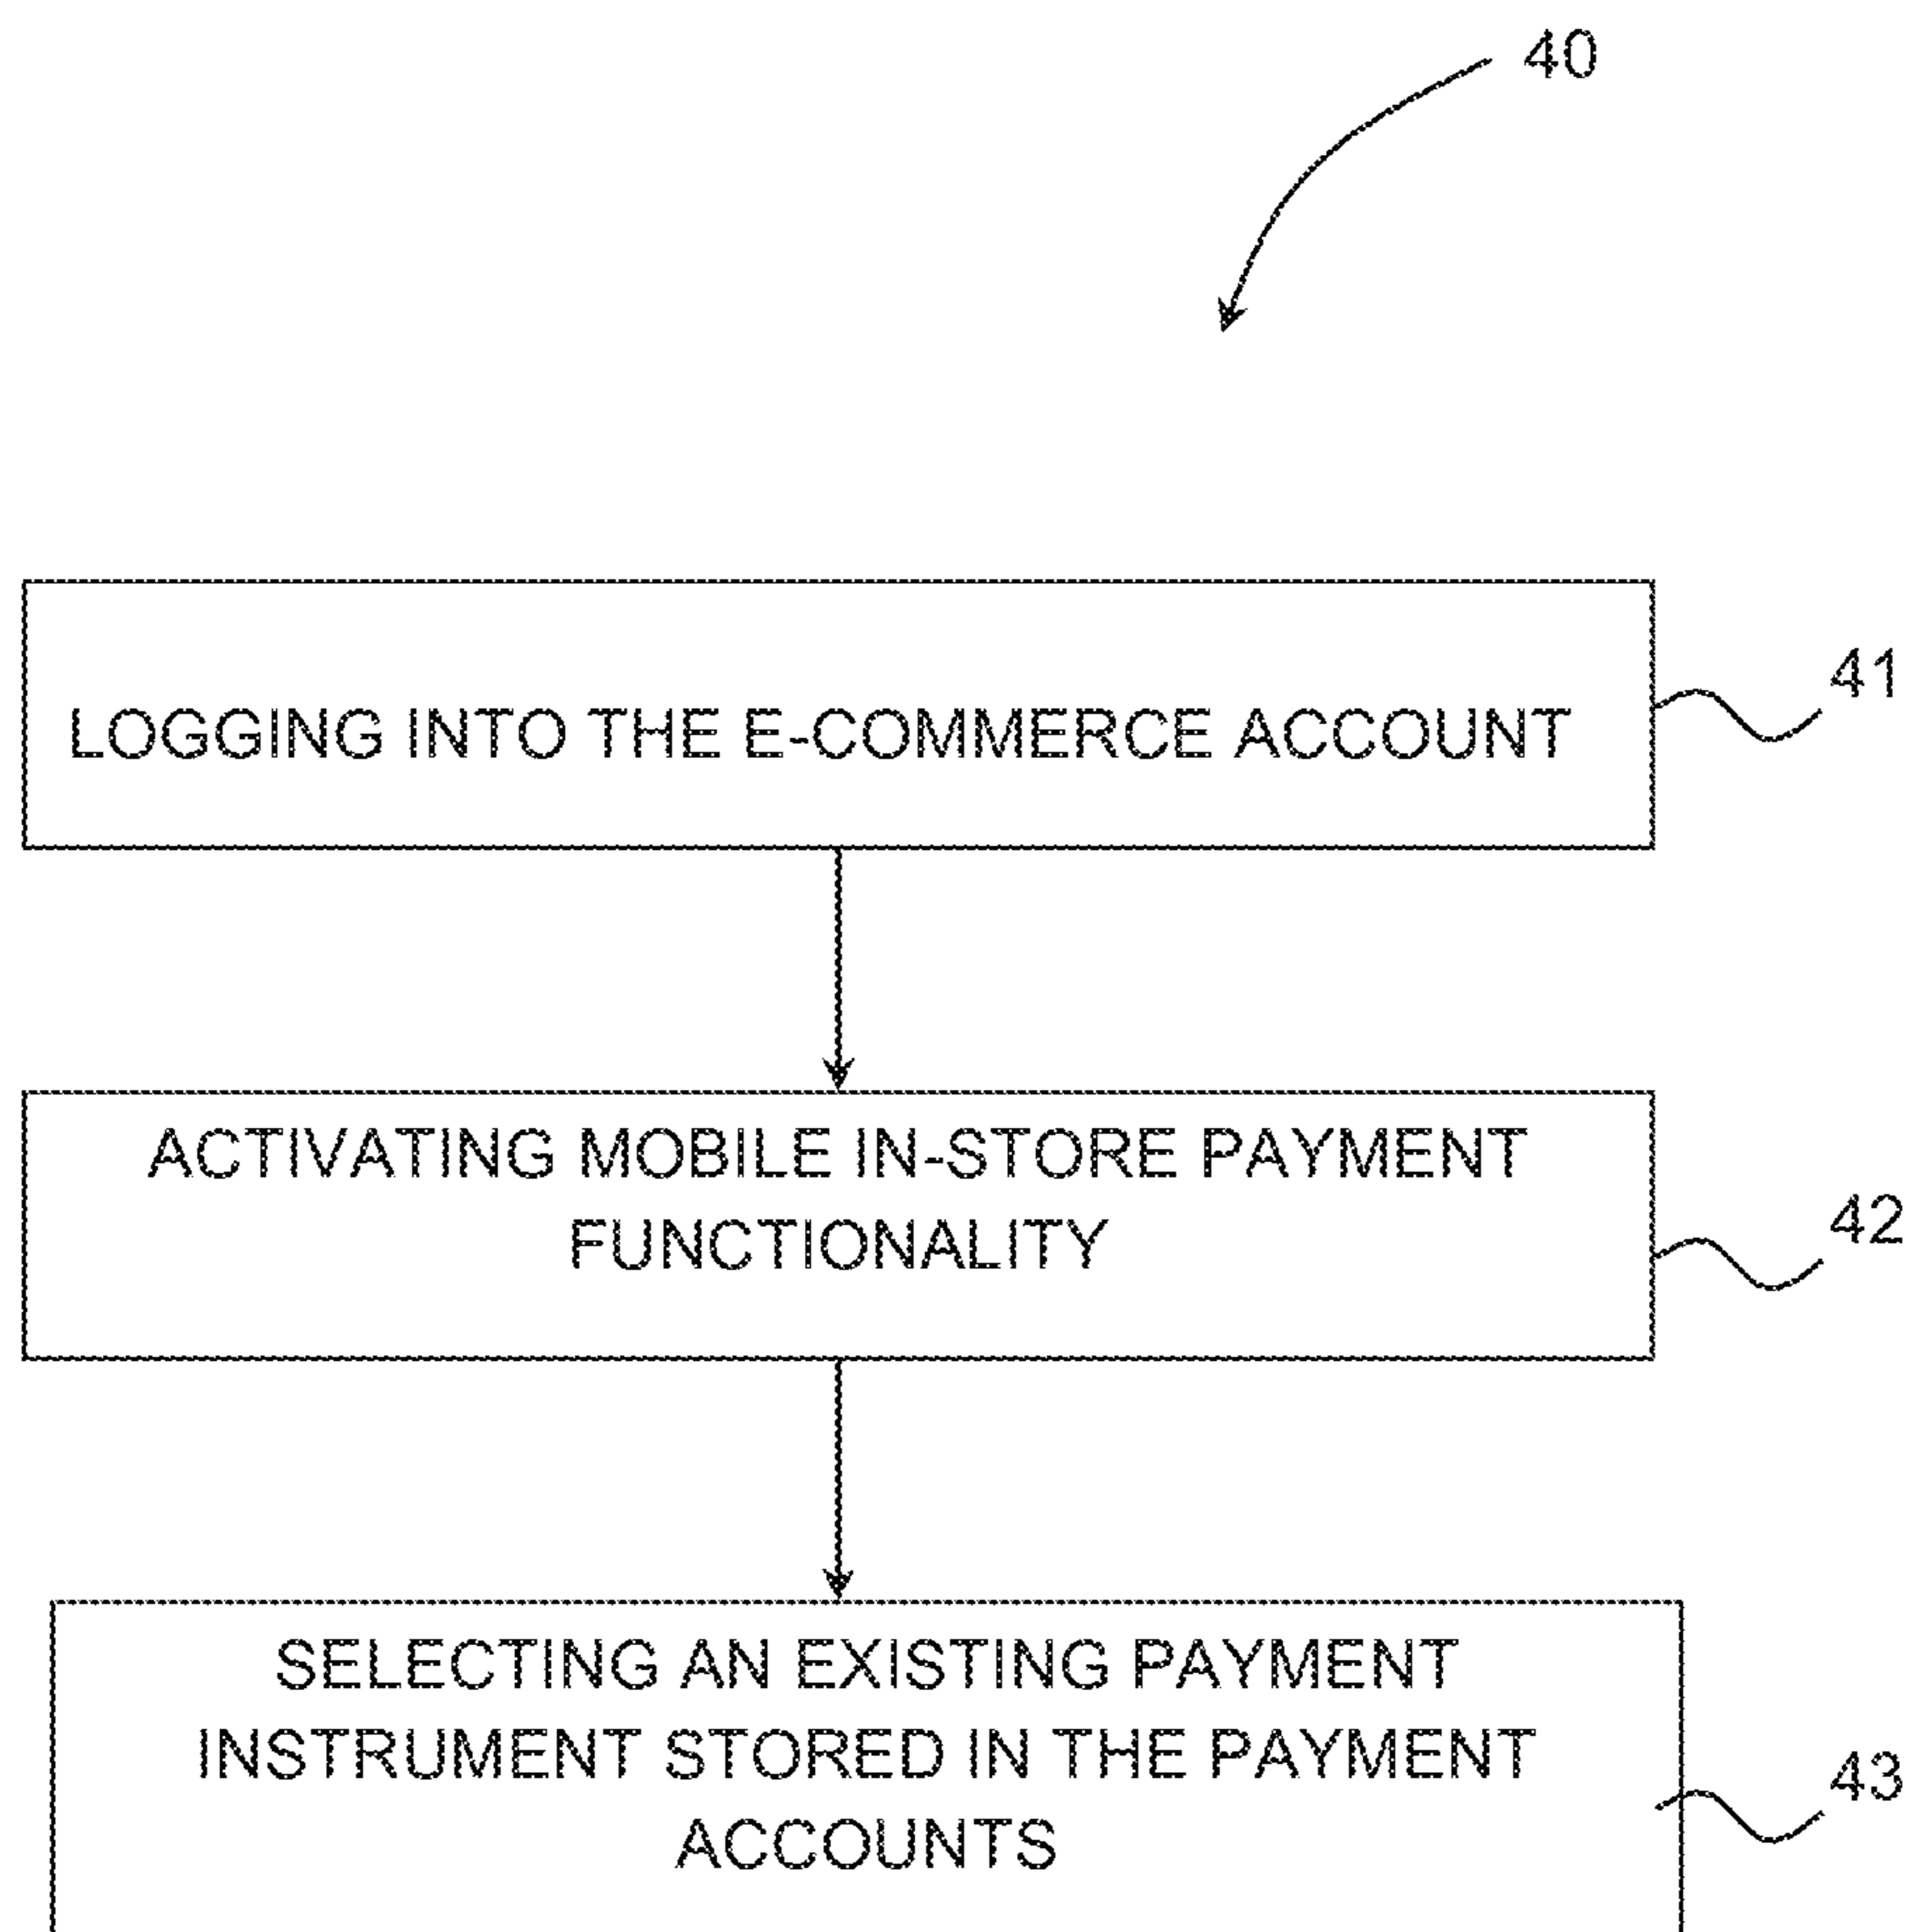 40
LOGGING INTO THE E-COMMERCE ACCOUNT
41
ACTIVATING MOBILE IN-STORE PAYMENT
FUNCTIONALITY
42
SELECTING AN EXISTING PAYMENT
INSTRUMENT STORED IN THE PAYMENT
ACCOUNTS
43